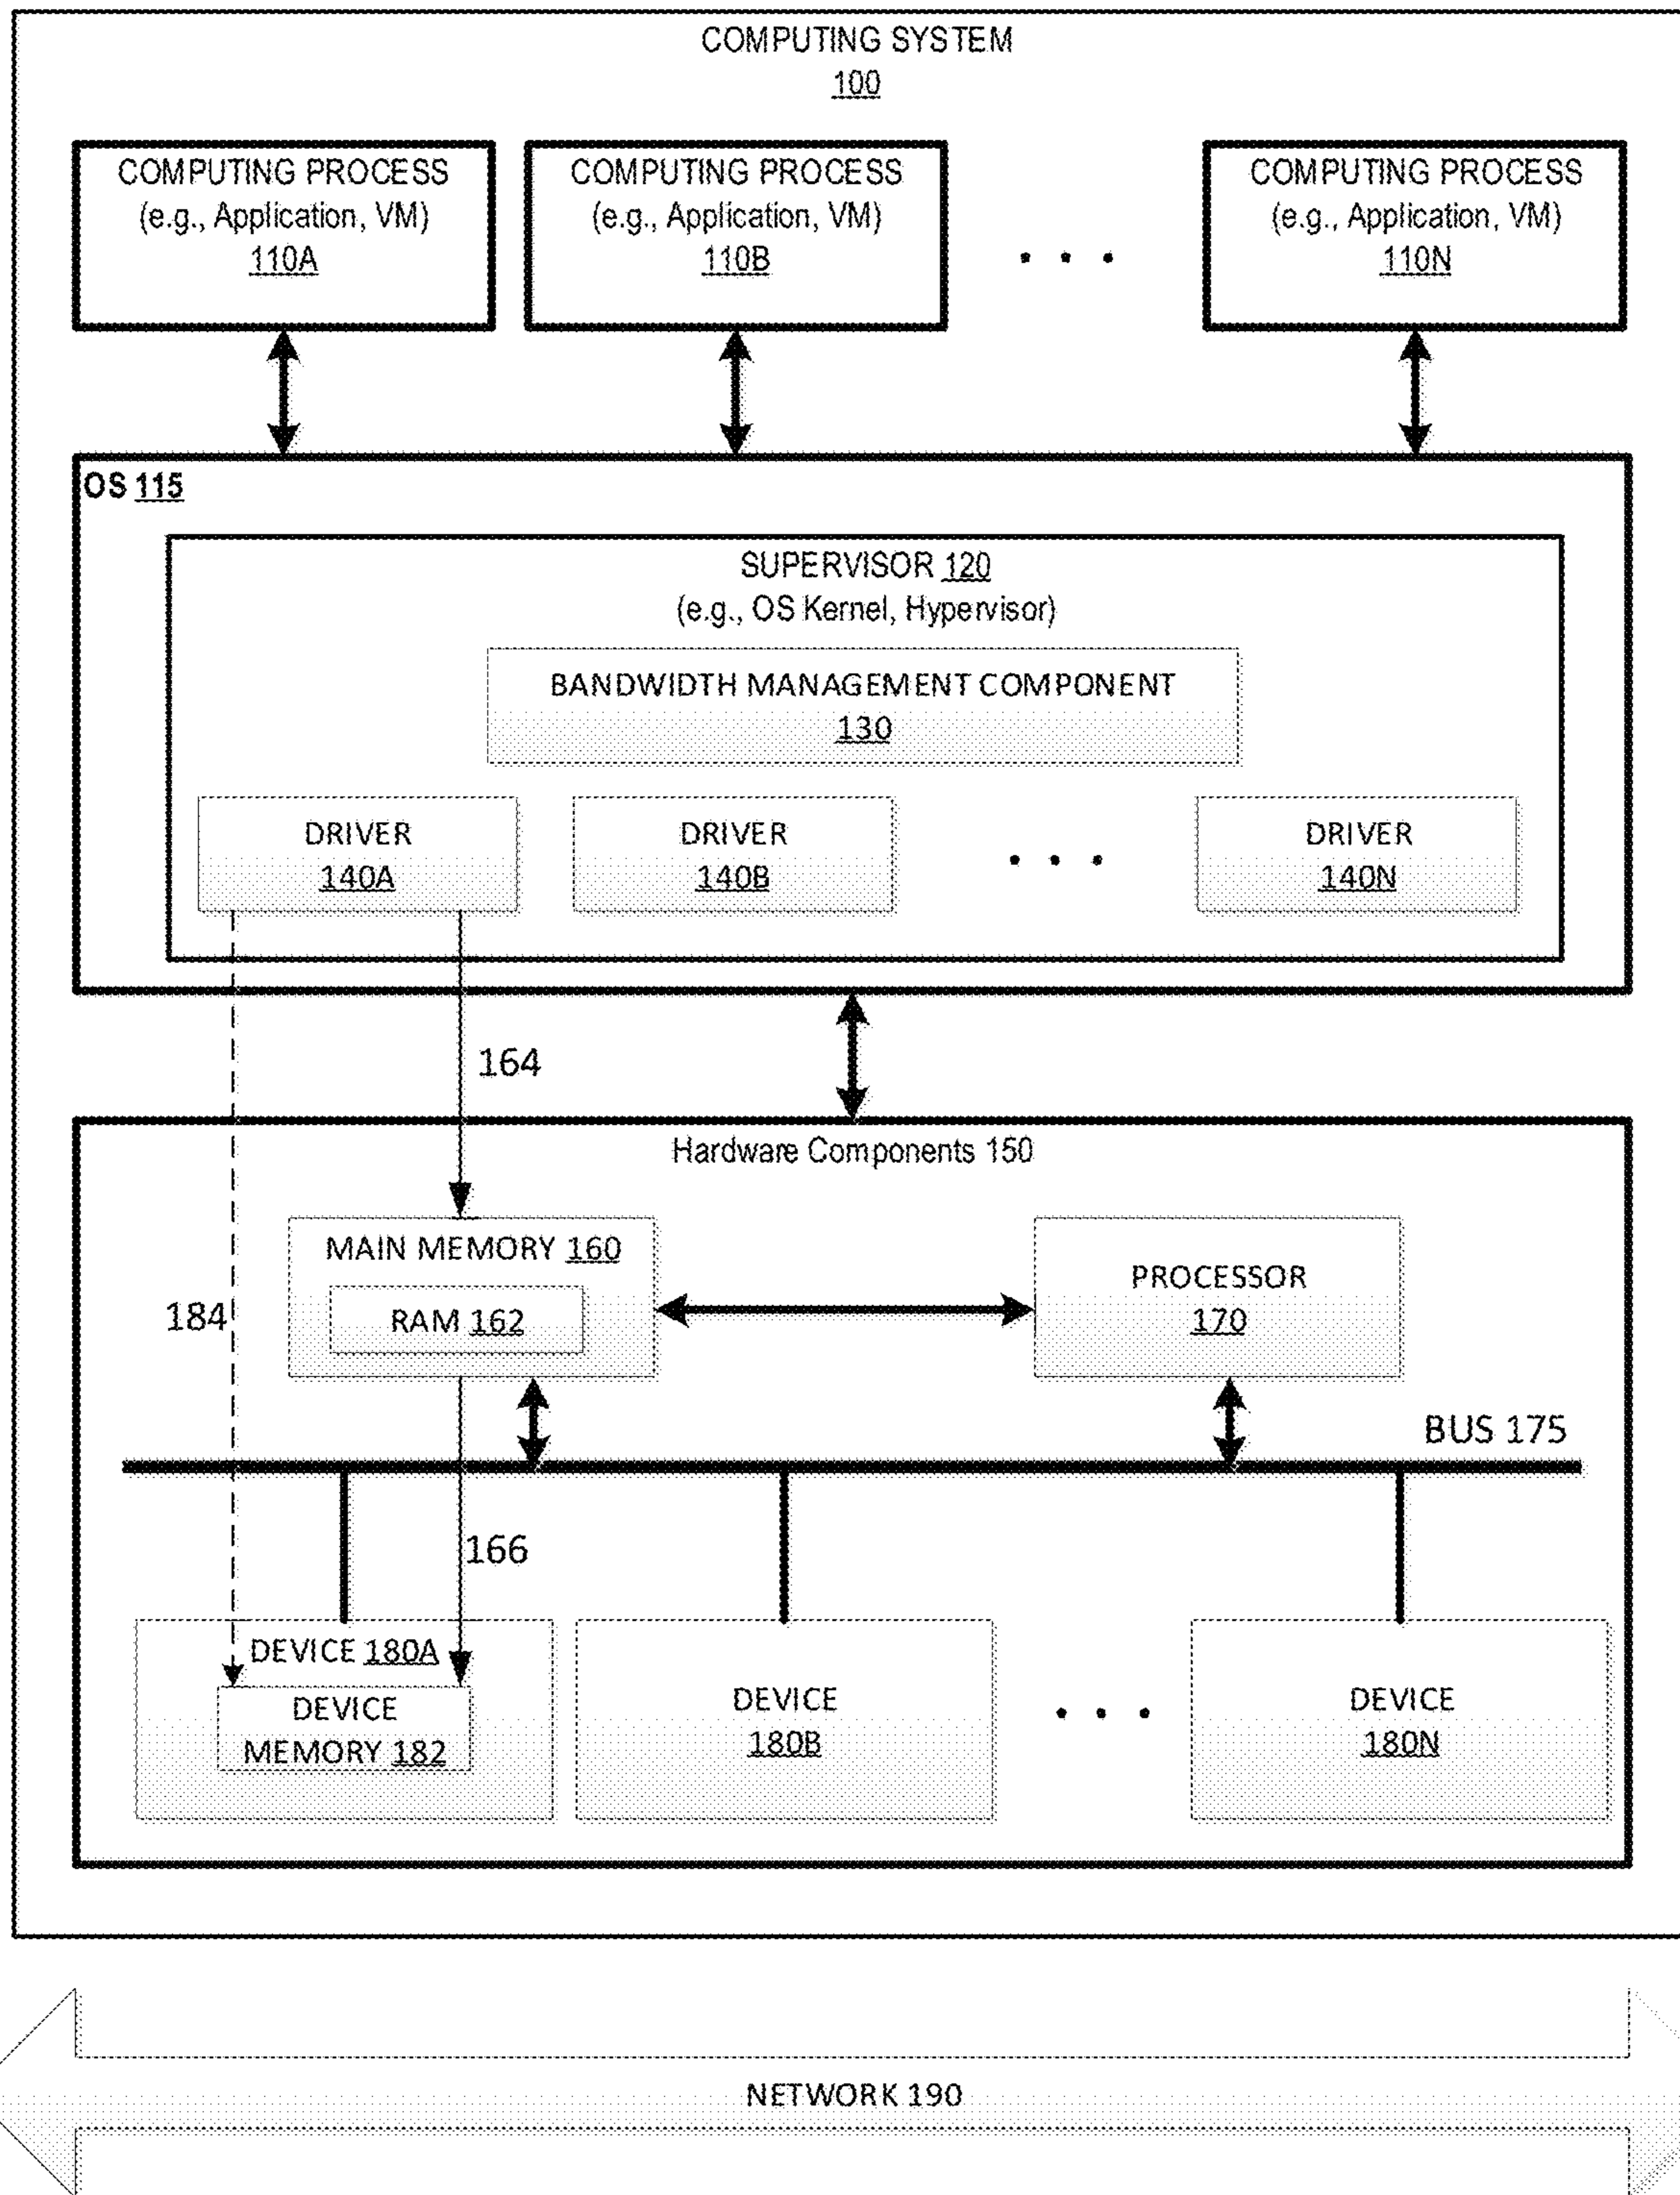 COMPUTING SYSTEM
100
COMPUTING PROCESS
(e.g., Application, VM)
110A
COMPUTING PROCESS
(e.g., Application, VM)
110B
. . .
COMPUTING PROCESS
(e.g., Application, VM)
110N
OS 115
SUPERVISOR 120
(e.g., OS Kernel, Hypervisor)
BANDWIDTH MANAGEMENT COMPONENT
130
DRIVER
140A
DRIVER
140B
. . .
DRIVER
140N
164
Hardware Components 150
MAIN MEMORY 160
RAM 162
PROCESSOR
170
184
BUS 175
166
DEVICE 180A
DEVICE
MEMORY 182
DEVICE
180B
. . .
DEVICE
180N
NETWORK 190